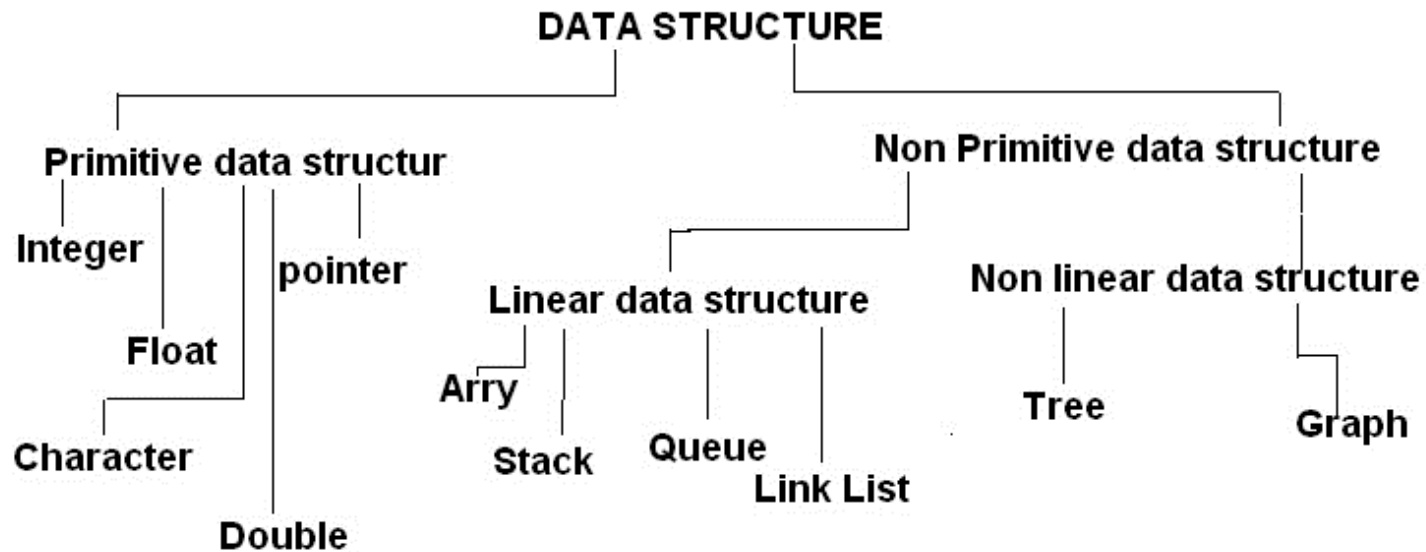 DATA STRUCTURE
Primitive data structur
Non Primitive data structure
Integer
pointer
Float
Character
Double
Linear data structure
Arry
Stack
Queue
Link List
Non linear data structure
Tree
Graph